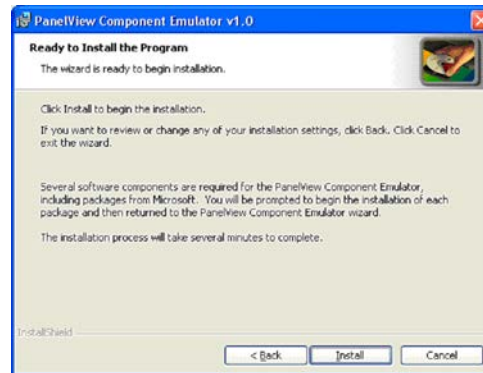 PanelView Component Emulator v1.0
Ready to Install the Program
The wizard is ready to begin installation.
Click Install to begin the installation.
If you want to review or change any of your installation settings, click Back. Click Cancel to
exit the wizard.
Several software components are required for the PanelView Component Emulator,
including packages from Microsoft. You will be prompted to begin the installation of each
package and then returned to the PanelView Component Emulator wizard.
The installation process will take several minutes to complete.
InstallShield
< Back Install Cancel